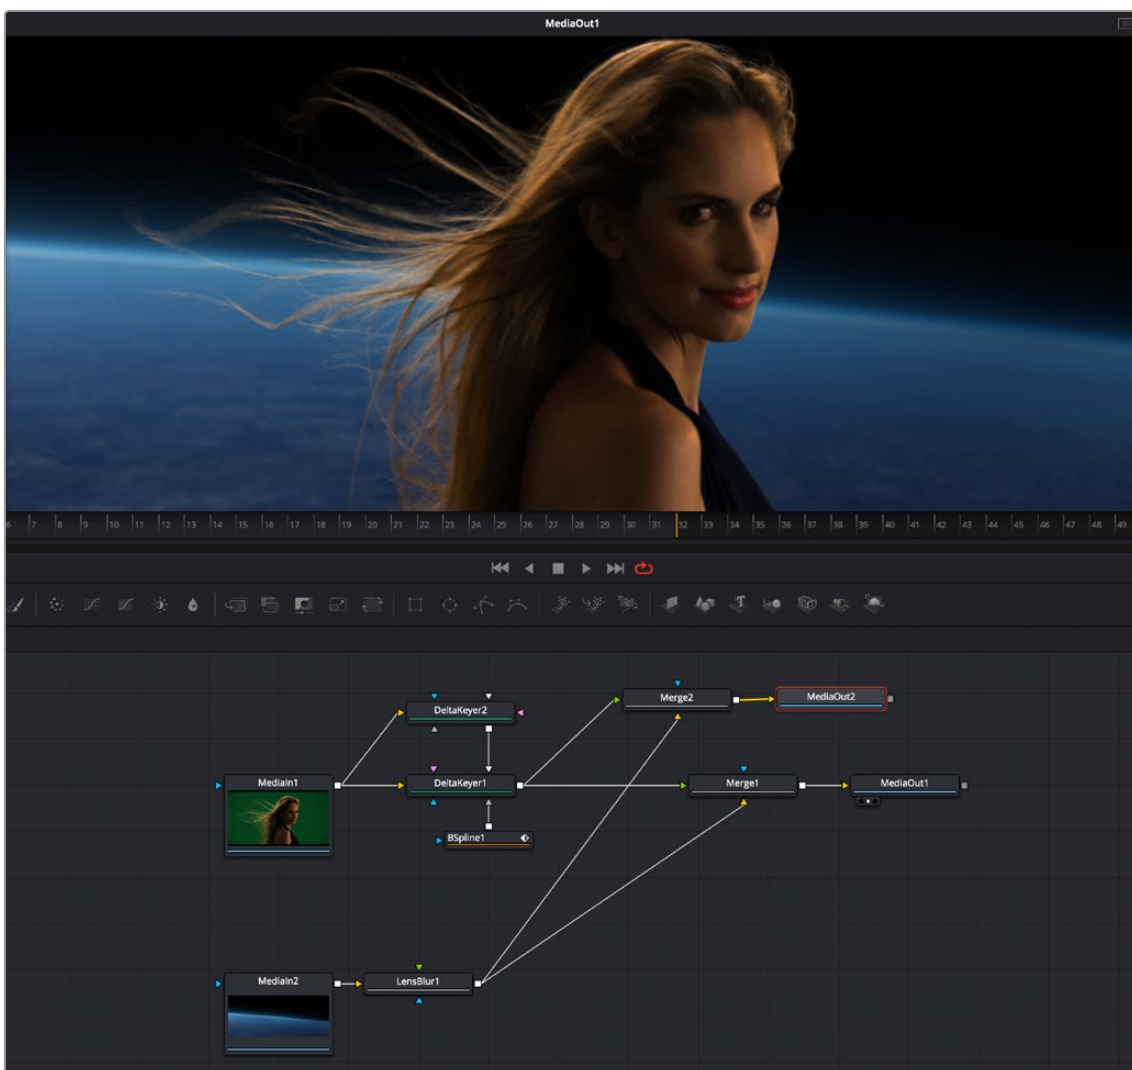 MediaOut1
6 7 8 9 10 11 12 13 14 15 16 17 18 19 20 21 22 23 24 25 26 27 28 29 30 31 32 33 34 35 36 37 38 39 40 41 42 43 44 45 46 47 48 49
Merge2
MediaOut2
DeltaKeyer2
MediaIn1
DeltaKeyer1
Merge1
MediaOut1
BSpline1
MediaIn2
LensBlur1